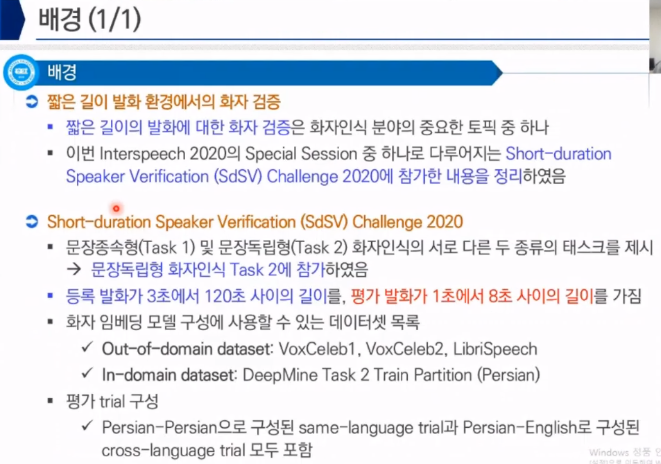 배경 (1/1)
배경
짧은 길이 발화 환경에서의 화자 검증
짧은 길이의 발화에 대한 화자 검증은 화자인식 분야의 중요한 토픽 중 하나
이번 Interspeech 2020의 Special Session 중 하나로 다루어지는 Short-duration
Speaker Verification (SdSV) Challenge 2020에 참가한 내용을 정리하였음
Short-duration Speaker Verification (SdSV) Challenge 2020
문장종속형(Task 1) 및 문장독립형(Task 2) 화자인식의 서로 다른 두 종류의 태스크를 제시
→ 문장독립형 화자인식 Task 2에 참가하였음
등록 발화가 3초에서 120초 사이의 길이를, 평가 발화가 1초에서 8초 사이의 길이를 가짐
화자 임베딩 모델 구성에 사용할 수 있는 데이터셋 목록
✓ Out-of-domain dataset: VoxCeleb1, VoxCeleb2, LibriSpeech
✓ In-domain dataset: DeepMine Task 2 Train Partition (Persian)
평가 trial 구성
✓ Persian-Persian으로 구성된 same-language trial과 Persian-English로 구성된
cross-language trial 모두 포함
Windows 정품